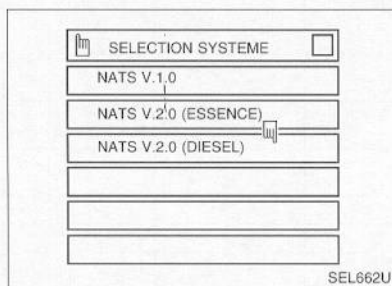 SELECTION SYSTEME
NATS V.1.0
NATS V.2.0 (ESSENCE)
NATS V.2.0 (DIESEL)
SEL662U